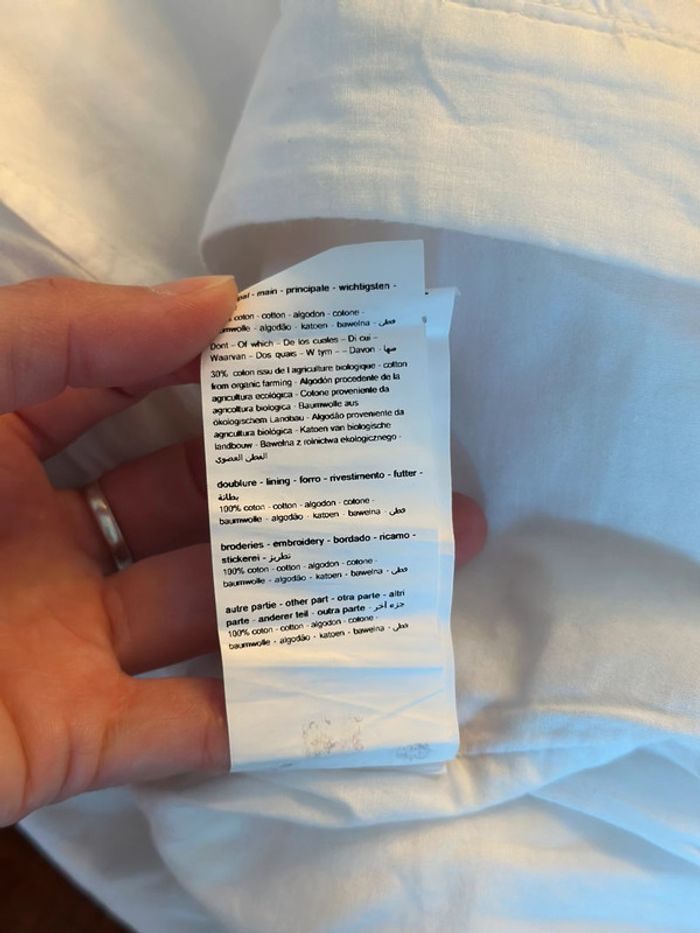 - main - principale - wichtigsten -
coton - cotton - algodon - cotone -
- algodão - katoen - bawełna - قطن
Dont - Of which - De los cuales - Di cui -
Waarvan - Dos quais - W tym - - Davon - منها
30% coton issu de l agriculture biologique - cotton
from organic farming - Algodón procedente de la
agricultura ecológica - Cotone proveniente da
agricoltura biologica - Baumwolle aus
ökologischem Landbau - Algodão proveniente da
agricultura biológica - Katoen van biologische
landbouw - Bawełna z rolnictwa ekologicznego -
القطن العضوي
doublure - lining - forro - rivestimento - futter -
بطانة
100% coton - cotton - algodon - cotone -
baumwolle - algodão - katoen - bawełna - قطن
broderies - embroidery - bordado - ricamo -
stickerei - تطريز
100% coton - cotton - algodon - cotone -
baumwolle - algodão - katoen - bawełna - قطن
autre partie - other part - otra parte - altri
parte - anderer teil - outra parte - جزء آخر
100% coton - cotton - algodon - cotone -
baumwolle - algodão - katoen - bawełna - قطن